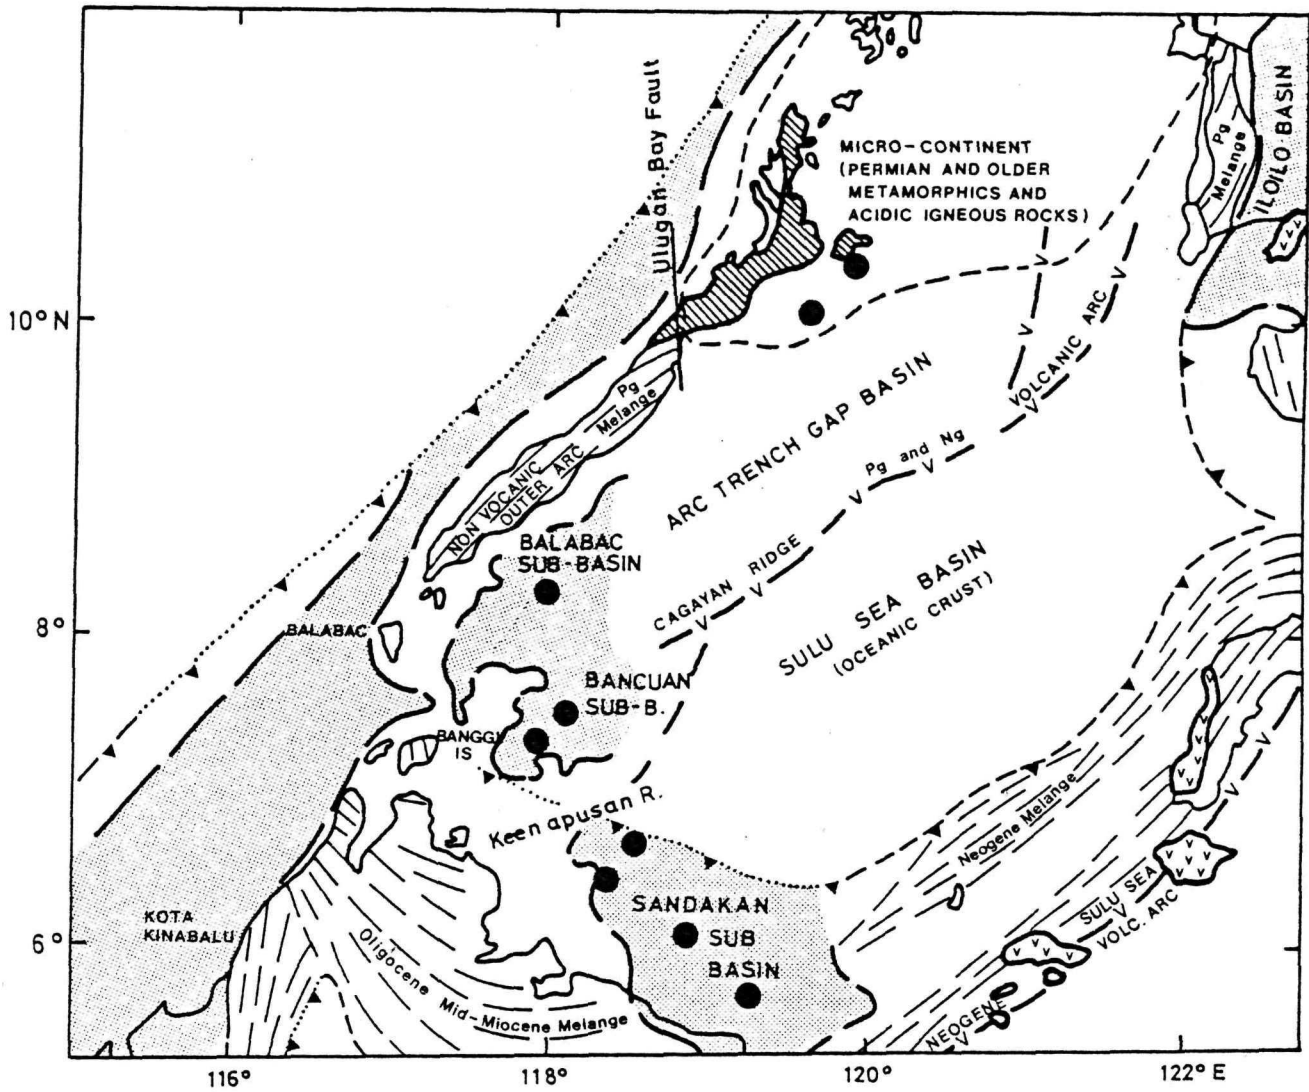 Ulugan Bay Fault
MICRO-CONTINENT
(PERMIAN AND OLDER
METAMORPHICS AND
ACIDIC IGNEOUS ROCKS)
Pg
Melange
ILOILO BASIN
10° N
VOLCANIC ARC
ARC TRENCH GAP BASIN
Pg and Ng
Pg
Melange
NON VOCANIC
OUTER ARC
BALABAC
SUB-BASIN
CAGAYAN RIDGE
SULU SEA BASIN
(OCEANIC CRUST)
8°
BALABAC
BANCUAN
SUB-B.
BANGGI
IS
Keenapusan R.
Neogene Melange
SANDAKAN
SUB
BASIN
SULU SEA
VOLC. ARC
NEOGENE
KOTA
KINABALU
6°
Oligocene Mid-Miocene Melange
116°
118°
120°
122° E